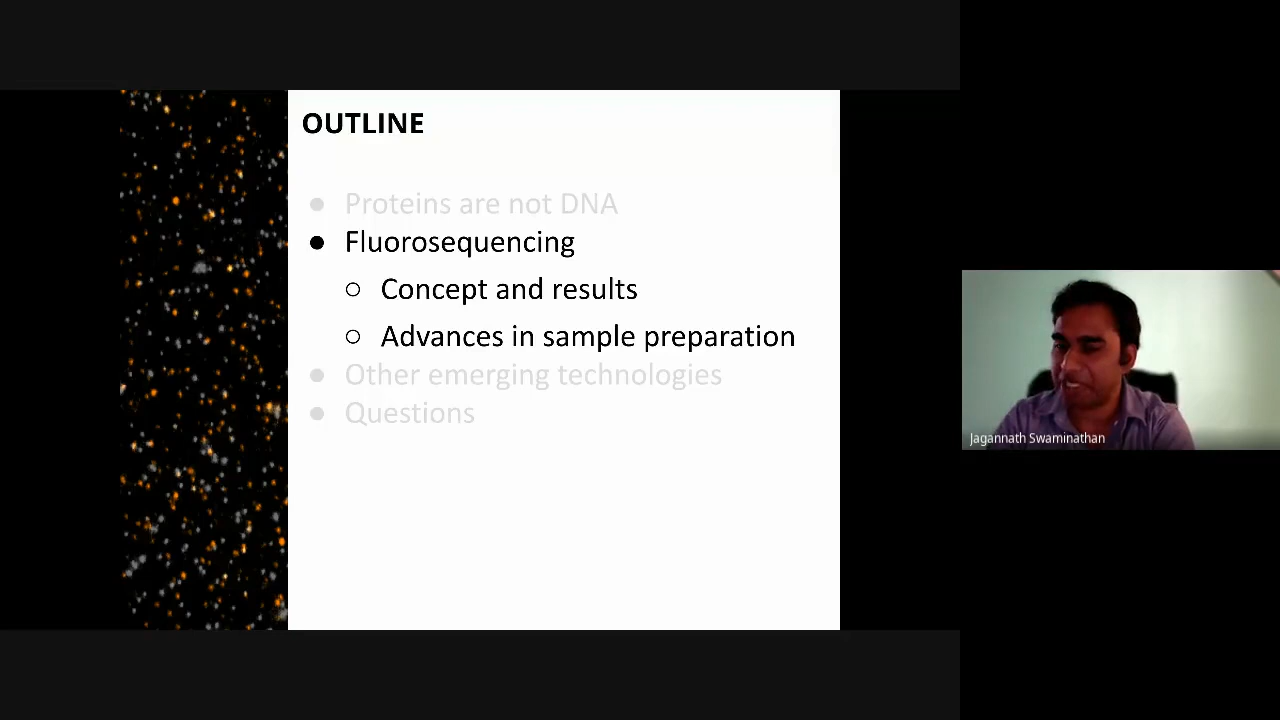 OUTLINE
● Proteins are not DNA
● Fluorosequencing
○ Concept and results
○ Advances in sample preparation
● Other emerging technologies
● Questions
Jagannath Swaminathan